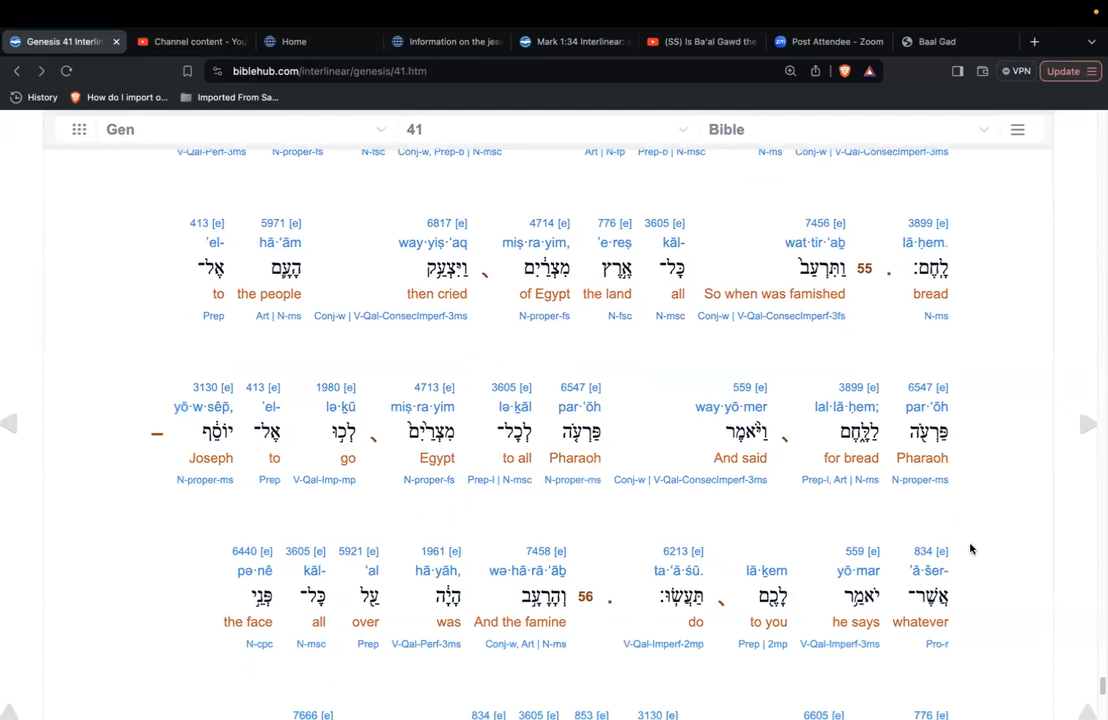 Genesis 41 Interlin
Channel content - You
Home
Information on the jes
Mark 1:34 Interlinear:
(SS) Is Ba'al Gawd the
Post Attendee - Zoom
Baal Gad
biblehub.com/interlinear/genesis/41.htm
VPN
Update
History
How do I import o...
Imported From Sa...
Gen 41 Bible
V-Qal-Perf-3ms N-proper-fs N-fsc Conj-w, Prep-b | N-msc Art | N-fp Prep-b | N-msc N-ms Conj-w | V-Qal-ConsecImperf-3ms
413 [e] 5971 [e] 6817 [e] 4714 [e] 776 [e] 3605 [e] 7456 [e] 3899 [e]
’el- hā·‘ām way·yiṣ·‘aq miṣ·ra·yim, ’e·reṣ kāl- wat·tir·‘aḇ lā·ḥem.
לָֽחֶם׃ . 55 וַתִּרְעַב֙ כָּל־ אֶ֣רֶץ מִצְרַ֔יִם 、 וַיִּצְעַ֥ק הָעָ֛ם אֶל־
to the people then cried of Egypt the land all So when was famished bread
Prep Art | N-ms Conj-w | V-Qal-ConsecImperf-3ms N-proper-fs N-fsc N-msc Conj-w | V-Qal-ConsecImperf-3fs N-ms
3130 [e] 413 [e] 1980 [e] 4713 [e] 3605 [e] 6547 [e] 559 [e] 3899 [e] 6547 [e]
yō·w·sêp̄, ’el- lə·ḵū miṣ·ra·yim lə·ḵāl par·‘ōh way·yō·mer lal·lā·ḥem; par·‘ōh
פַּרְעֹ֖ה לַלָּ֑חֶם 、 וַיֹּ֨אמֶר פַּרְעֹ֤ה לְכָל־ מִצְרַ֙יִם֙ 、 לְכ֣וּ אֶל־ יוֹסֵ֔ף –
Joseph to go Egypt to all Pharaoh And said for bread Pharaoh
N-proper-ms Prep V-Qal-Imp-mp N-proper-fs Prep-l | N-msc N-proper-ms Conj-w | V-Qal-ConsecImperf-3ms Prep-l, Art | N-ms N-proper-ms
6440 [e] 3605 [e] 5921 [e] 1961 [e] 7458 [e] 6213 [e] 559 [e] 834 [e]
pə·nê kāl- ‘al hā·yāh, wə·hā·rā·‘āḇ ta·‘ă·śū. lā·ḵem yō·mar ’ă·šer-
אֲשֶׁר־ יֹאמַ֥ר לָכֶ֖ם 、 תַּעֲשֽׂוּ׃ . 56 וְהָרָעָ֣ב הָיָ֔ה עַ֖ל כָּל־ פְּנֵ֣י
the face all over was And the famine do to you he says whatever
N-cpc N-msc Prep V-Qal-Perf-3ms Conj-w, Art | N-ms V-Qal-Imperf-2mp Prep | 2mp V-Qal-Imperf-3ms Pro-r
7666 [e] 834 [e] 3605 [e] 853 [e] 3130 [e] 6605 [e] 776 [e]